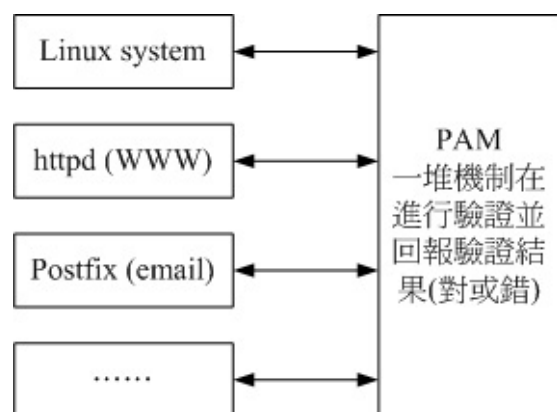 Linux system
httpd (WWW)
Postfix (email)
······
PAM
一堆機制在
進行驗證並
回報驗證結
果(對或錯)